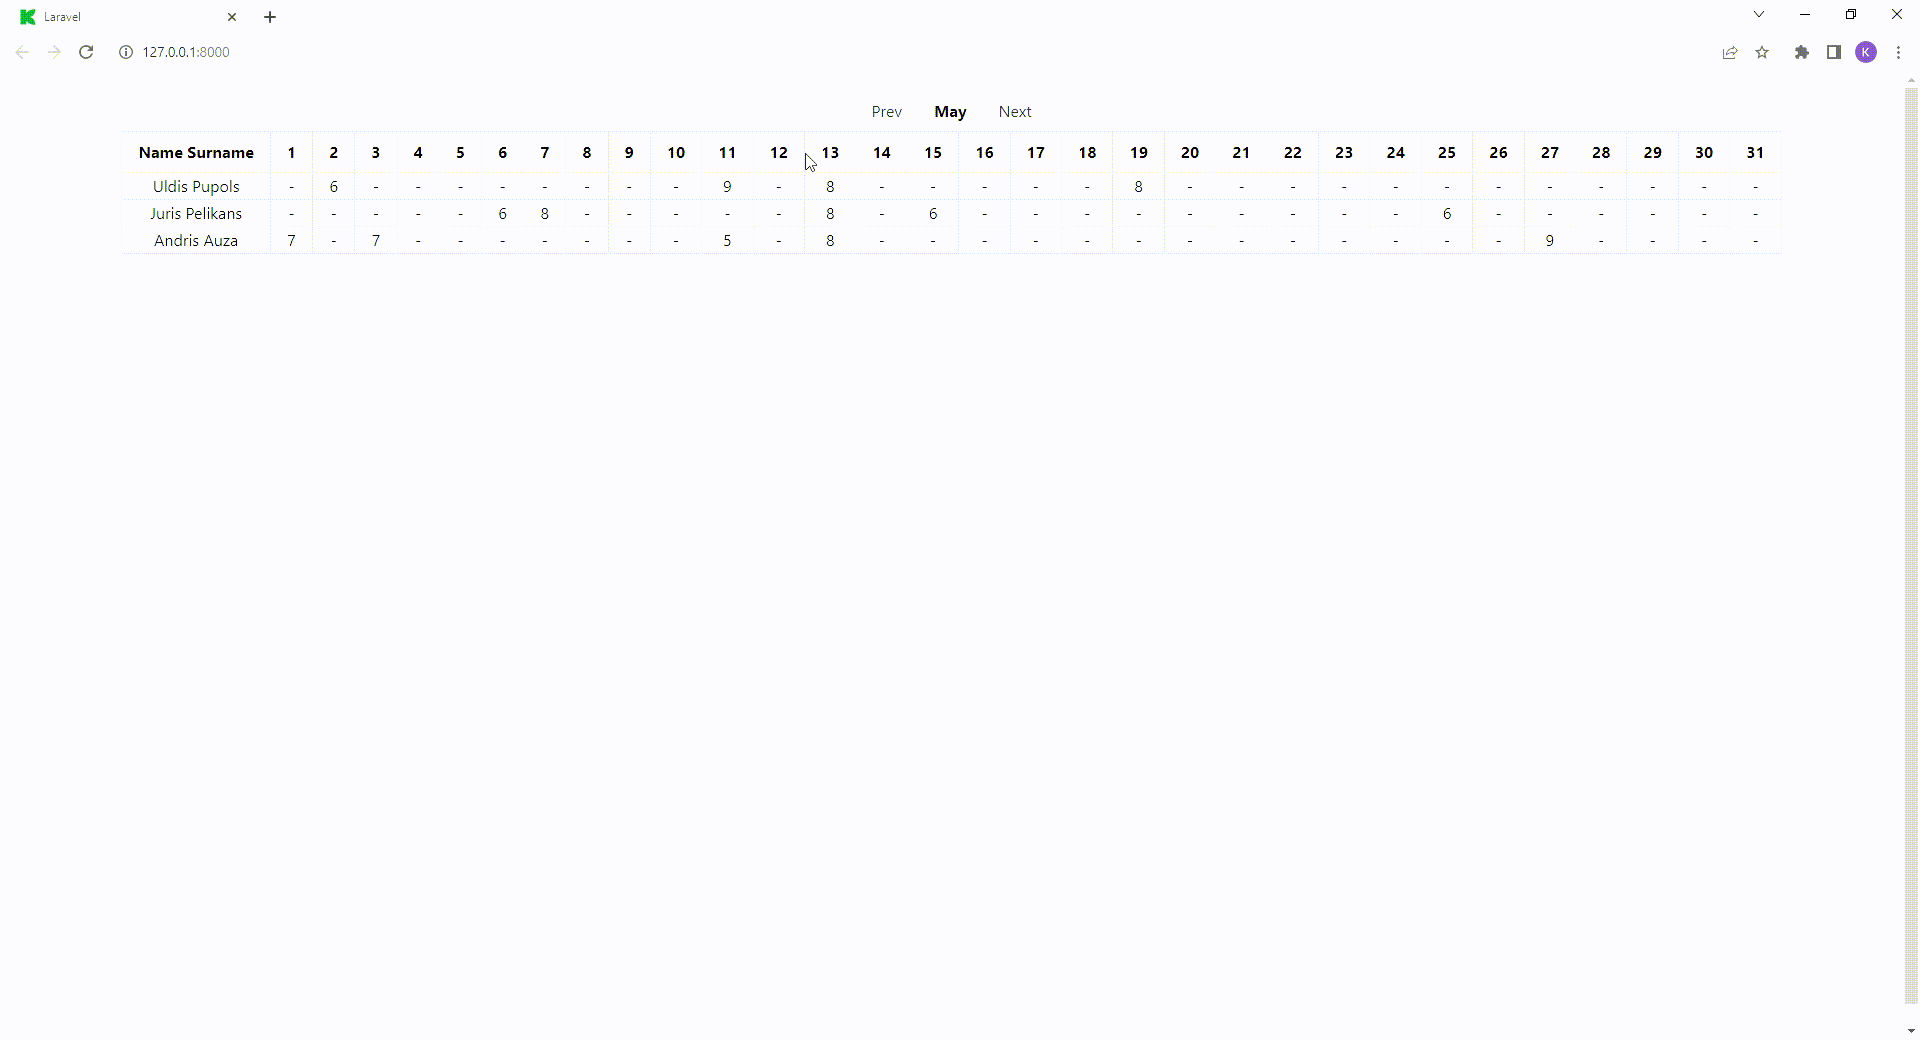 Laravel
127.0.0.1:8000
K
Prev May Next
Name Surname 1 2 3 4 5 6 7 8 9 10 11 12 13 14 15 16 17 18 19 20 21 22 23 24 25 26 27 28 29 30 31
Uldis Pupols - 6 - - - - - - - - 9 - 8 - - - - - 8 - - - - - - - - - - - -
Juris Pelikans - - - - - 6 8 - - - - - 8 - 6 - - - - - - - - - 6 - - - - - -
Andris Auza 7 - 7 - - - - - - - 5 - 8 - - - - - - - - - - - - - 9 - - - -